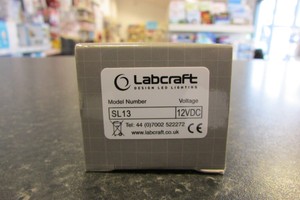 Labcraft
DESIGN LED LIGHTING
Model Number Voltage
SL13 12VDC
Tel: 44 (0)7002 522272
www.labcraft.co.uk